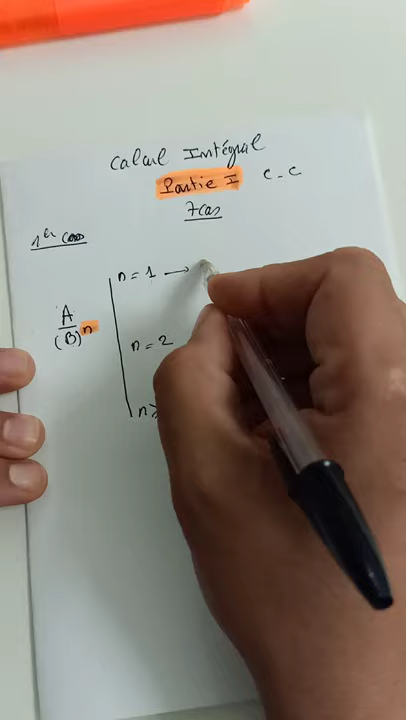 Calcul Intégral
Partie I C-C
7cas
1er cas
n = 1 →
A
(B)n
n = 2
n ≥